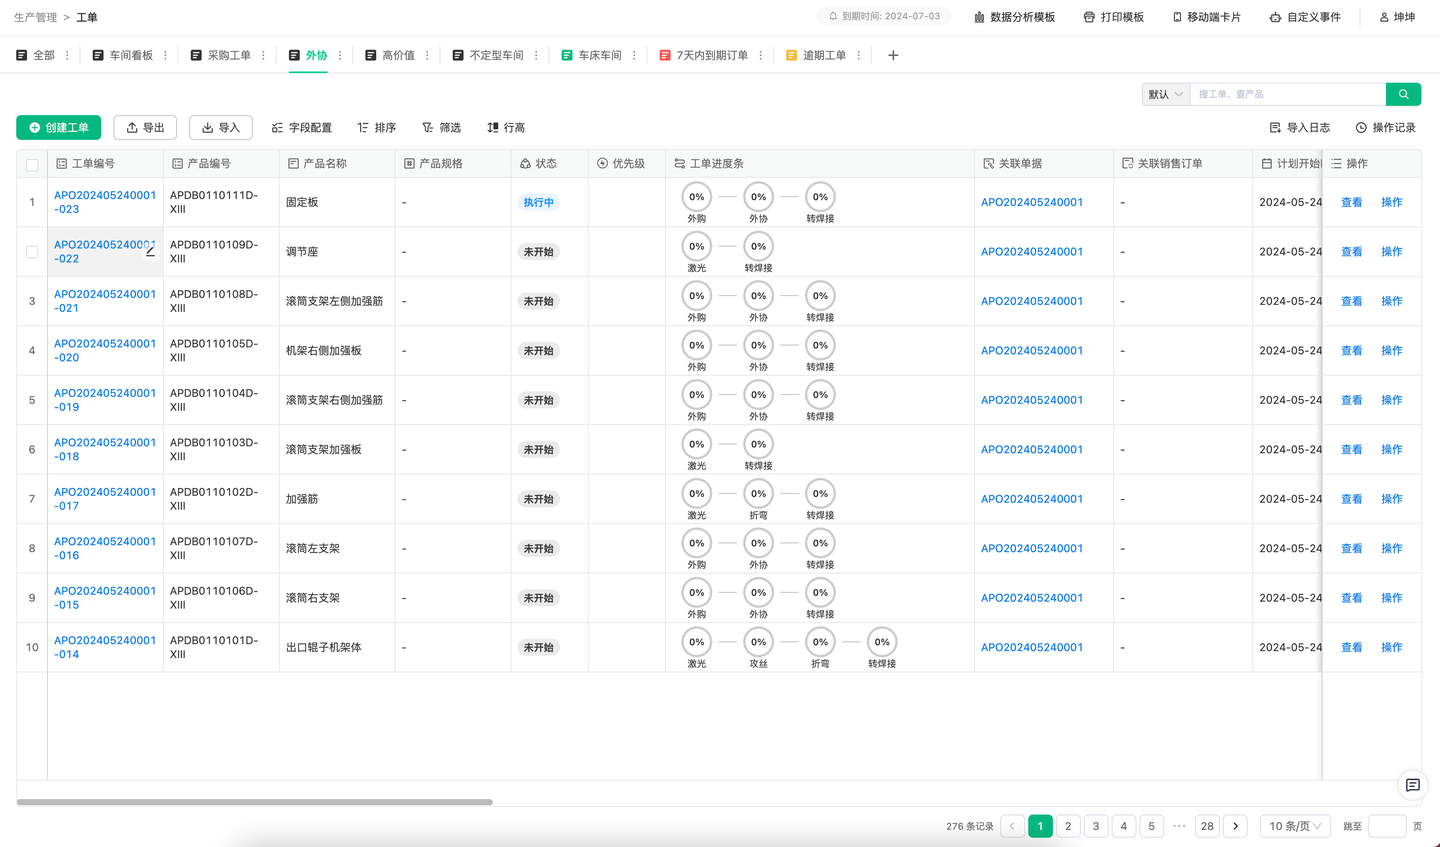 生产管理 > 工单
到期时间: 2024-07-03
数据分析模板
打印模板
移动端卡片
自定义事件
坤坤
全部
车间看板
采购工单
外协
高价值
不定型车间
车床车间
7天内到期订单
逾期工单
默认
搜工单、查产品
创建工单
导出
导入
字段配置
排序
筛选
行高
导入日志
操作记录
工单编号 产品编号 产品名称 产品规格 状态 优先级 工单进度条 关联单据 关联销售订单 计划开始 操作
1 APO202405240001-023 APDB0110111D-XIII 固定板 - 执行中 0% 0% 0% APO202405240001 - 2024-05-24 查看 操作
外购 外协 转焊接
APO202405240001-022 APDB0110109D-XIII 调节座 - 未开始 0% 0% APO202405240001 - 2024-05-24 查看 操作
激光 转焊接
3 APO202405240001-021 APDB0110108D-XIII 滚筒支架左侧加强筋 - 未开始 0% 0% 0% APO202405240001 - 2024-05-24 查看 操作
外购 外协 转焊接
4 APO202405240001-020 APDB0110105D-XIII 机架右侧加强板 - 未开始 0% 0% 0% APO202405240001 - 2024-05-24 查看 操作
外购 外协 转焊接
5 APO202405240001-019 APDB0110104D-XIII 滚筒支架右侧加强筋 - 未开始 0% 0% 0% APO202405240001 - 2024-05-24 查看 操作
外购 外协 转焊接
6 APO202405240001-018 APDB0110103D-XIII 滚筒支架加强板 - 未开始 0% 0% APO202405240001 - 2024-05-24 查看 操作
激光 转焊接
7 APO202405240001-017 APDB0110102D-XIII 加强筋 - 未开始 0% 0% 0% APO202405240001 - 2024-05-24 查看 操作
激光 折弯 转焊接
8 APO202405240001-016 APDB0110107D-XIII 滚筒左支架 - 未开始 0% 0% 0% APO202405240001 - 2024-05-24 查看 操作
外购 外协 转焊接
9 APO202405240001-015 APDB0110106D-XIII 滚筒右支架 - 未开始 0% 0% 0% APO202405240001 - 2024-05-24 查看 操作
外购 外协 转焊接
10 APO202405240001-014 APDB0110101D-XIII 出口辊子机架体 - 未开始 0% 0% 0% 0% APO202405240001 - 2024-05-24 查看 操作
激光 攻丝 折弯 转焊接
276 条记录 < 1 2 3 4 5 ••• 28 > 10 条/页 跳至 页